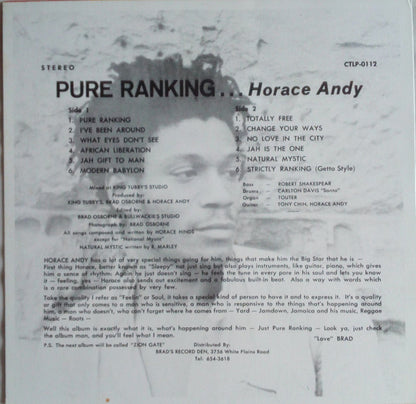 STEREO
CTLP-0112
PURE RANKING... Horace Andy
Side 1
1. PURE RANKING
2. I'VE BEEN AROUND
3. WHAT EYES DON'T SEE
4. AFRICAN LIBERATION
5. JAH GIFT TO MAN
6. MODERN BABYLON
Side 2
1. TOTALLY FREE
2. CHANGE YOUR WAYS
3. NO LOVE IN THE CITY
4. JAH IS THE ONE
5. NATURAL MYSTIC
6. STRICTLY RANKING (Getto Style)
Mixed at KING TUBBY'S STUDIO
Produced by:
KING TUBBY'S, BRAD OSBORNE & HORACE ANDY
Edited by:
BRAD OSBORNE & BULLWACKIE'S STUDIO
Photograph by: BRAD OSBORNE
All songs composed and written by HORACE HINDS
except for "National Mystic"
NATURAL MYSTIC written by B. MARLEY
Bass - ROBERT SHAKESPEAR
Drums - CARLTON DAVIS "Santa"
Organ - TOUTER
Guitar - TONY CHIN, HORACE ANDY
HORACE ANDY has a lot of very special things going for him, things that make him the Big Star that he is —
First thing Horace, better known as "Sleepy" not just sing but also plays instruments, like guitar, piano, which gives
him a sense of rhythm. Again he just doesn't sing — he feels the tune in every pore in his soul and lets you know
it — feeling, yes — Horace also sends out excitement and a fabulous built-in beat. Also a way with words which
is a rare combination possessed by very few.
Take the quality I refer as "Feelin" or Soul, it takes a special kind of person to have it and to express it. It's a quality
or gift that only comes to a man who is sensitive, a man who is responsive to the things that's happening around
him, a man who doesn't, who can't forget where he comes from — Yard — Jamdown, Jamaica and his music, Reggae
Music — Roots —
Well this album is exactly what it is, what's happening around him — Just Pure Ranking — Look ya, just check
the album man, and you'll feel what I mean.
"Love" BRAD
P.S. The next album will be called "ZION GATE"
Distributed By:
BRAD'S RECORD DEN, 3756 White Plains Road
Tel. 654-3618